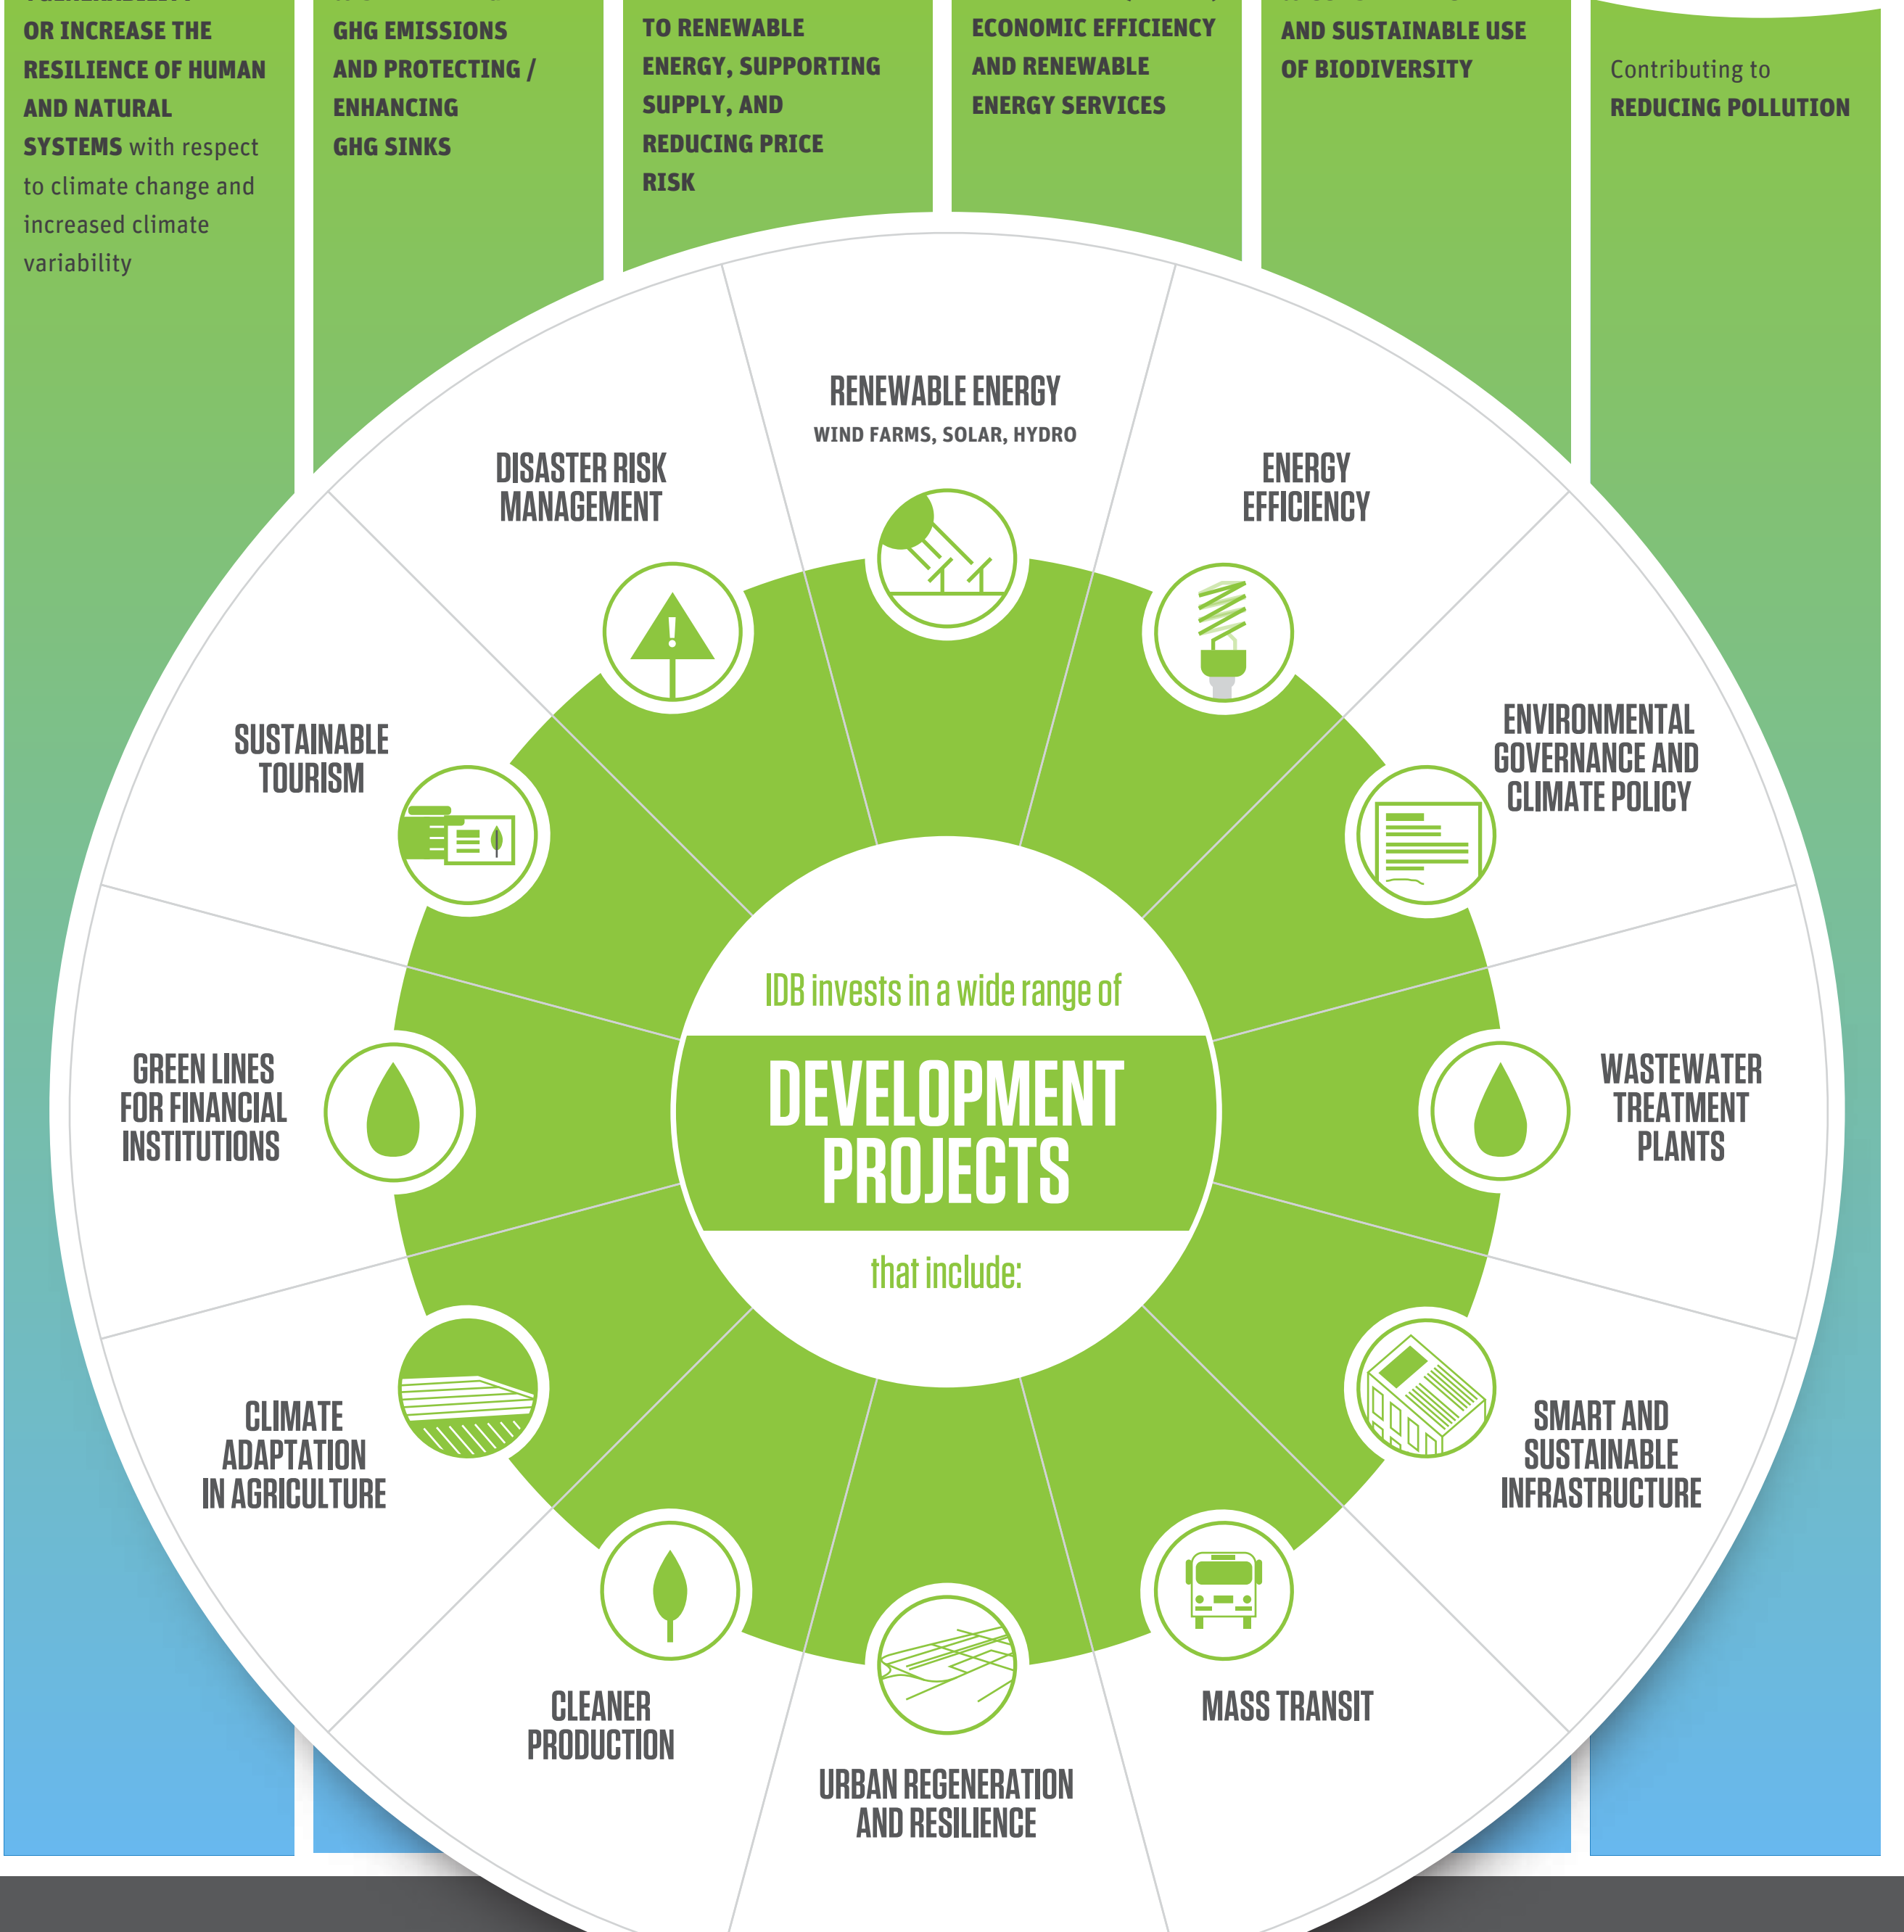 OR INCREASE THE
RESILIENCE OF HUMAN
AND NATURAL
SYSTEMS with respect
to climate change and
increased climate
variability
GHG EMISSIONS
AND PROTECTING /
ENHANCING
GHG SINKS
TO RENEWABLE
ENERGY, SUPPORTING
SUPPLY, AND
REDUCING PRICE
RISK
ECONOMIC EFFICIENCY
AND RENEWABLE
ENERGY SERVICES
AND SUSTAINABLE USE
OF BIODIVERSITY
Contributing to
REDUCING POLLUTION
RENEWABLE ENERGY
WIND FARMS, SOLAR, HYDRO
ENERGY
EFFICIENCY
ENVIRONMENTAL
GOVERNANCE AND
CLIMATE POLICY
WASTEWATER
TREATMENT
PLANTS
SMART AND
SUSTAINABLE
INFRASTRUCTURE
MASS TRANSIT
URBAN REGENERATION
AND RESILIENCE
CLEANER
PRODUCTION
CLIMATE
ADAPTATION
IN AGRICULTURE
GREEN LINES
FOR FINANCIAL
INSTITUTIONS
SUSTAINABLE
TOURISM
DISASTER RISK
MANAGEMENT
!
IDB invests in a wide range of
DEVELOPMENT
PROJECTS
that include: